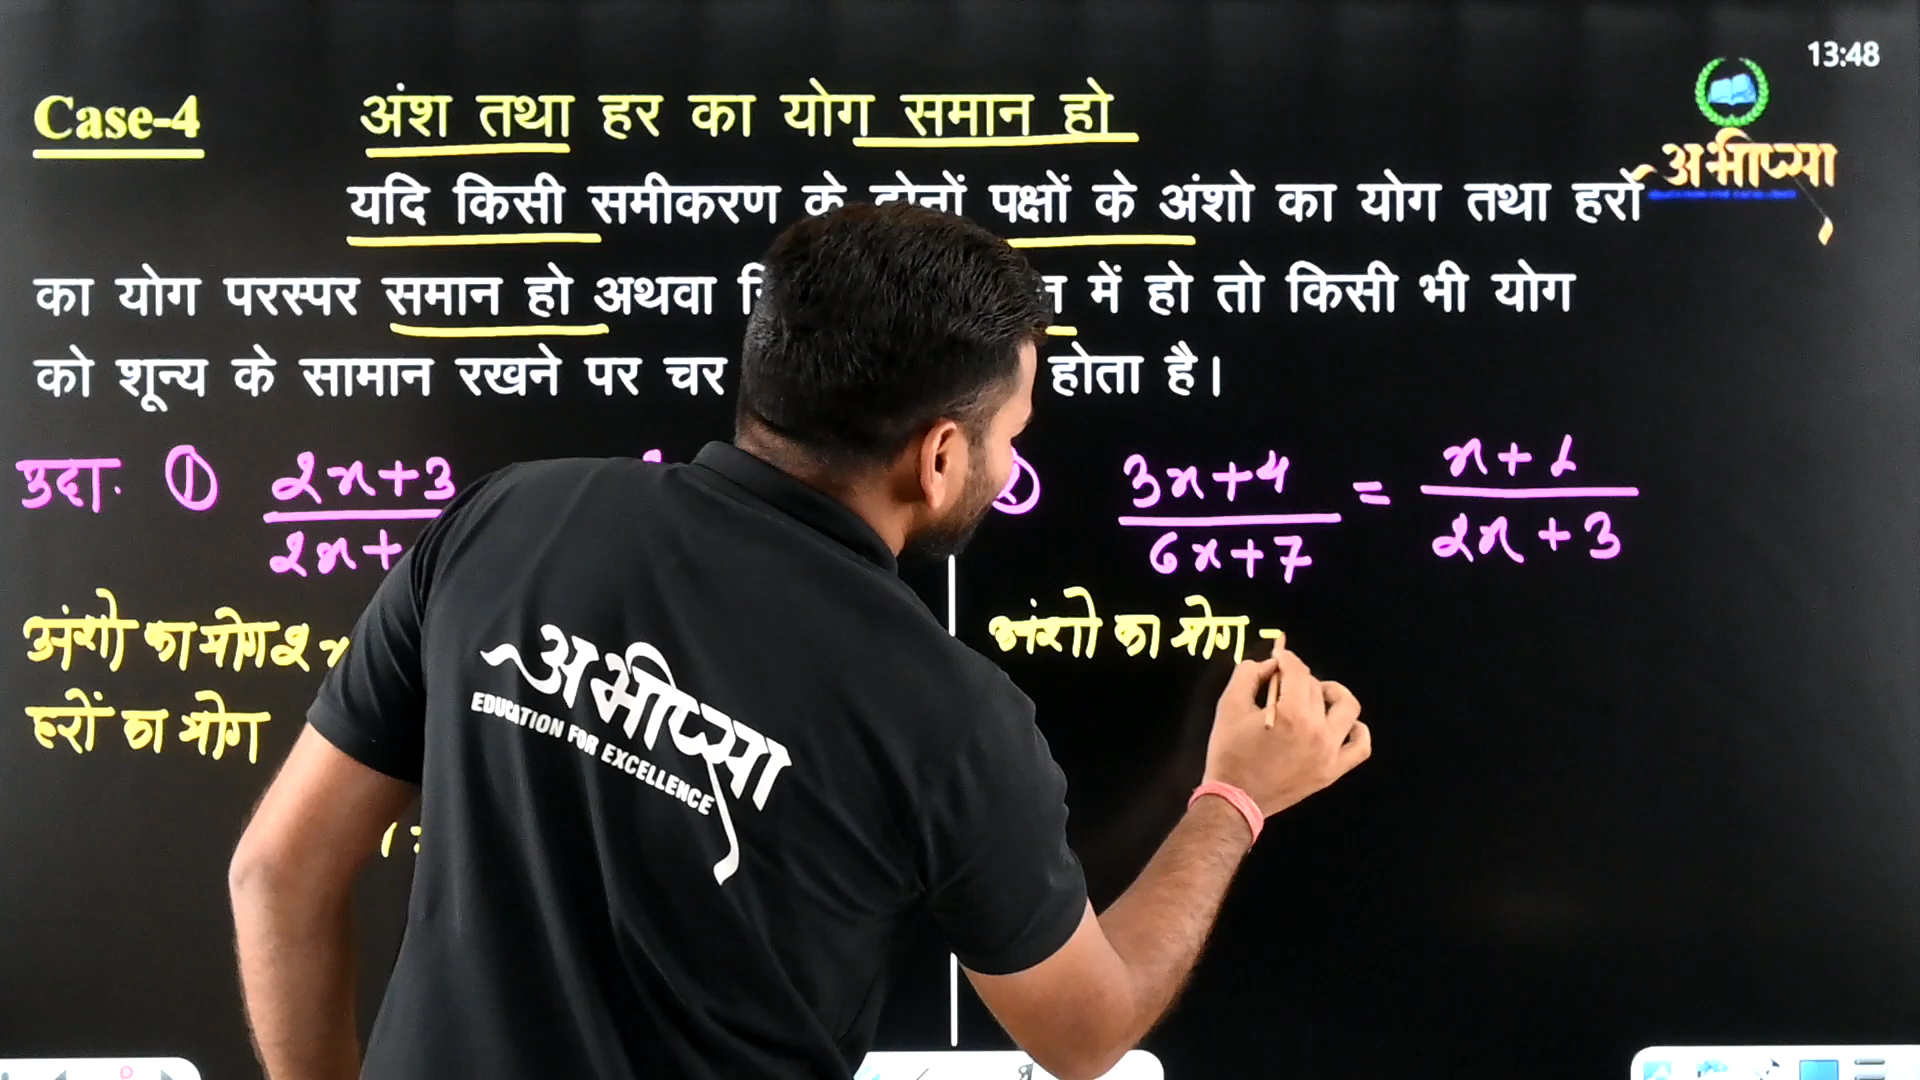 13:48
Case-4 अंश तथा हर का योग समान हो
अभीप्सा
यदि किसी समीकरण के दोनों पक्षों के अंशो का योग तथा हरों
का योग परस्पर समान हो अथवा में हो तो किसी भी योग
को शून्य के सामान रखने पर चर होता है।
उदा. ① 2x+3
2x+
② 3x+4 / 6x+7 = x+1 / 2x+3
अंशो का योग 2x
हरों का योग
अंशो का योग
अभीप्सा
EDUCATION FOR EXCELLENCE